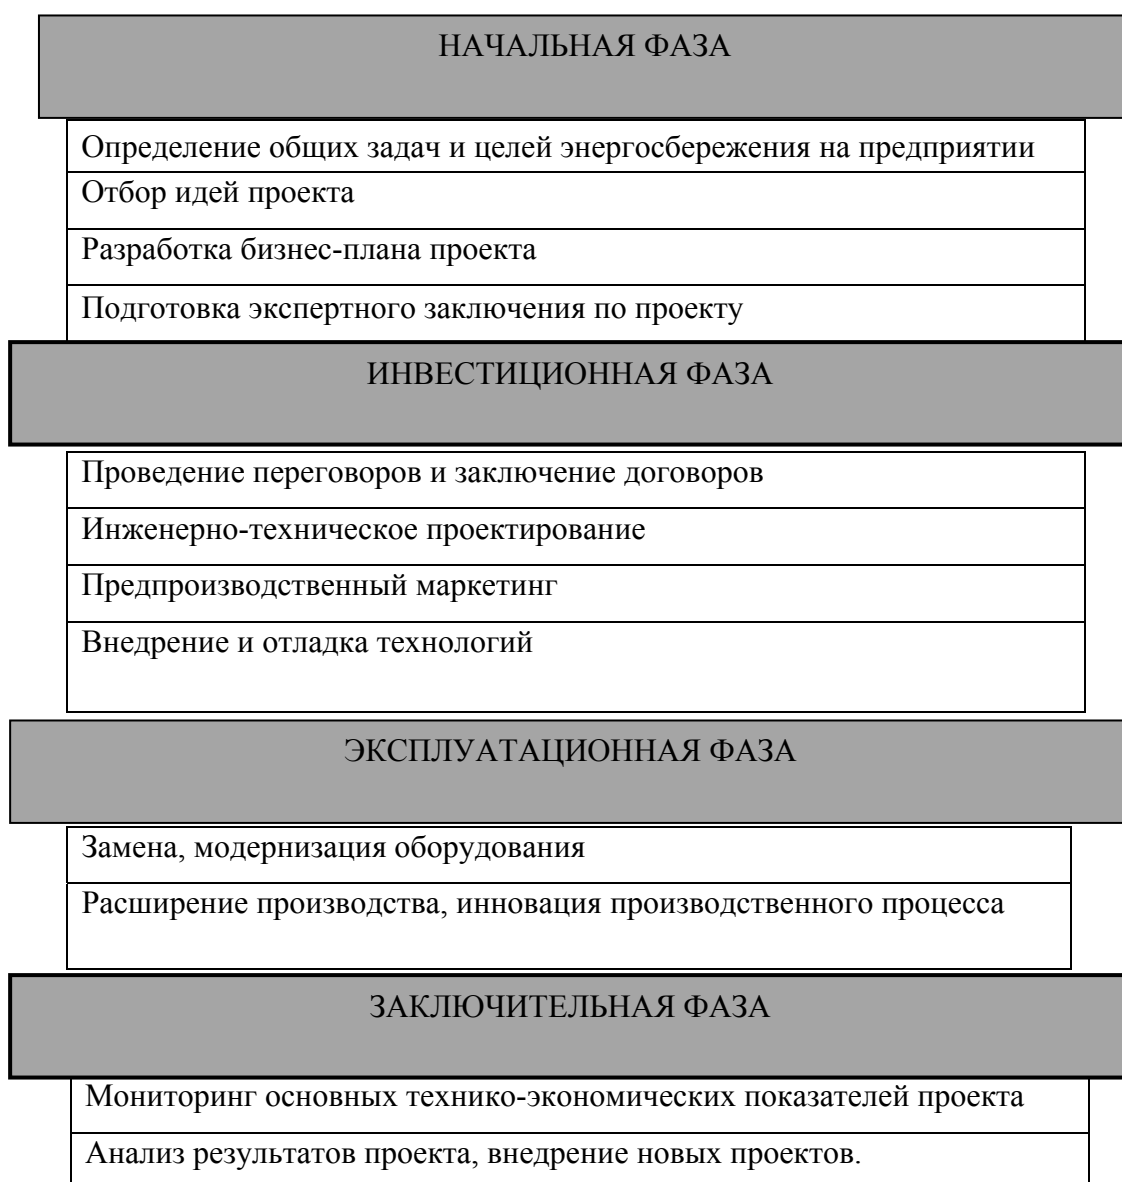 НАЧАЛЬНАЯ ФАЗА
Определение общих задач и целей энергосбережения на предприятии
Отбор идей проекта
Разработка бизнес-плана проекта
Подготовка экспертного заключения по проекту
ИНВЕСТИЦИОННАЯ ФАЗА
Проведение переговоров и заключение договоров
Инженерно-техническое проектирование
Предпроизводственный маркетинг
Внедрение и отладка технологий
ЭКСПЛУАТАЦИОННАЯ ФАЗА
Замена, модернизация оборудования
Расширение производства, инновация производственного процесса
ЗАКЛЮЧИТЕЛЬНАЯ ФАЗА
Мониторинг основных технико-экономических показателей проекта
Анализ результатов проекта, внедрение новых проектов.